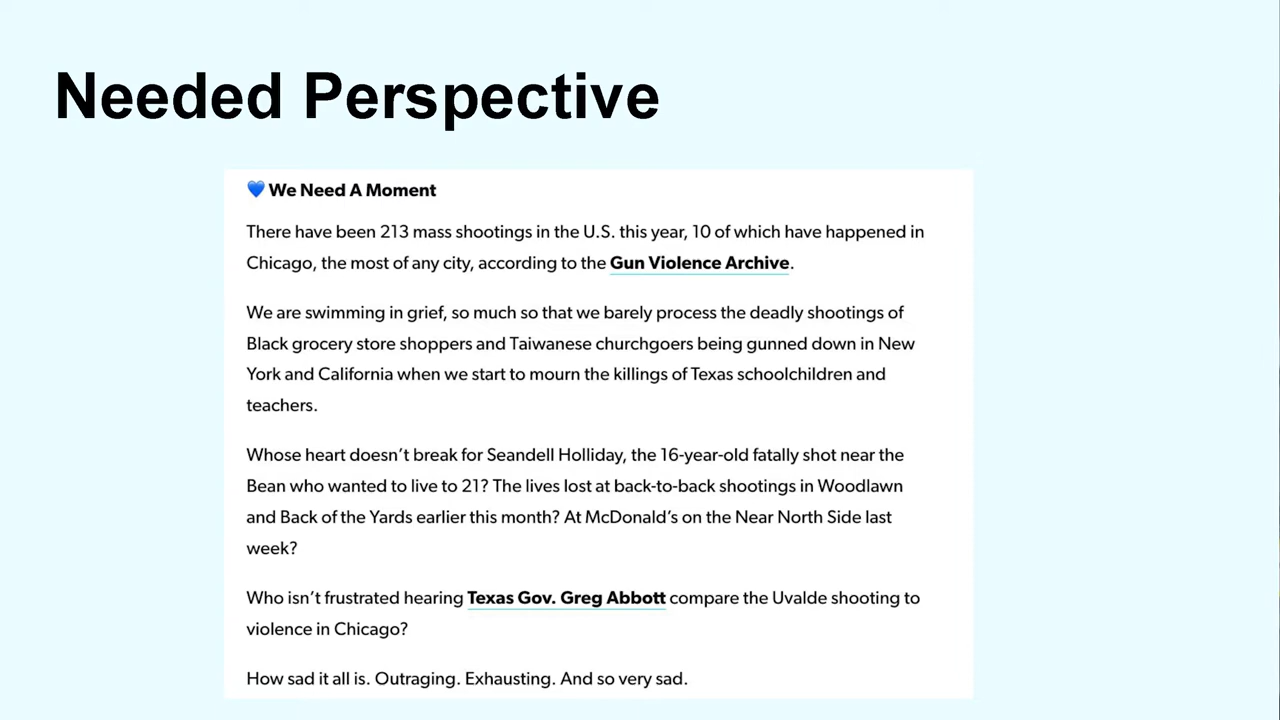 Needed Perspective
💙 We Need A Moment
There have been 213 mass shootings in the U.S. this year, 10 of which have happened in
Chicago, the most of any city, according to the Gun Violence Archive.
We are swimming in grief, so much so that we barely process the deadly shootings of
Black grocery store shoppers and Taiwanese churchgoers being gunned down in New
York and California when we start to mourn the killings of Texas schoolchildren and
teachers.
Whose heart doesn’t break for Seandell Holliday, the 16-year-old fatally shot near the
Bean who wanted to live to 21? The lives lost at back-to-back shootings in Woodlawn
and Back of the Yards earlier this month? At McDonald’s on the Near North Side last
week?
Who isn’t frustrated hearing Texas Gov. Greg Abbott compare the Uvalde shooting to
violence in Chicago?
How sad it all is. Outraging. Exhausting. And so very sad.